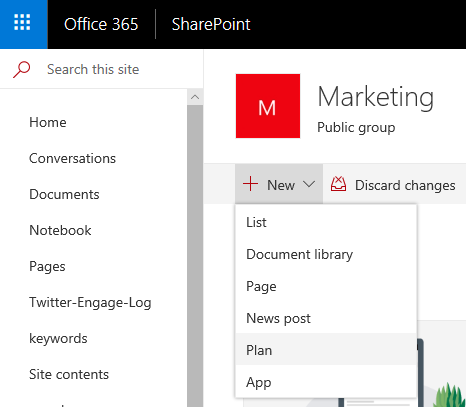 Office 365
SharePoint
Search this site
Home
Conversations
Documents
Notebook
Pages
Twitter-Engage-Log
keywords
Site contents
M
Marketing
Public group
New
Discard changes
List
Document library
Page
News post
Plan
App